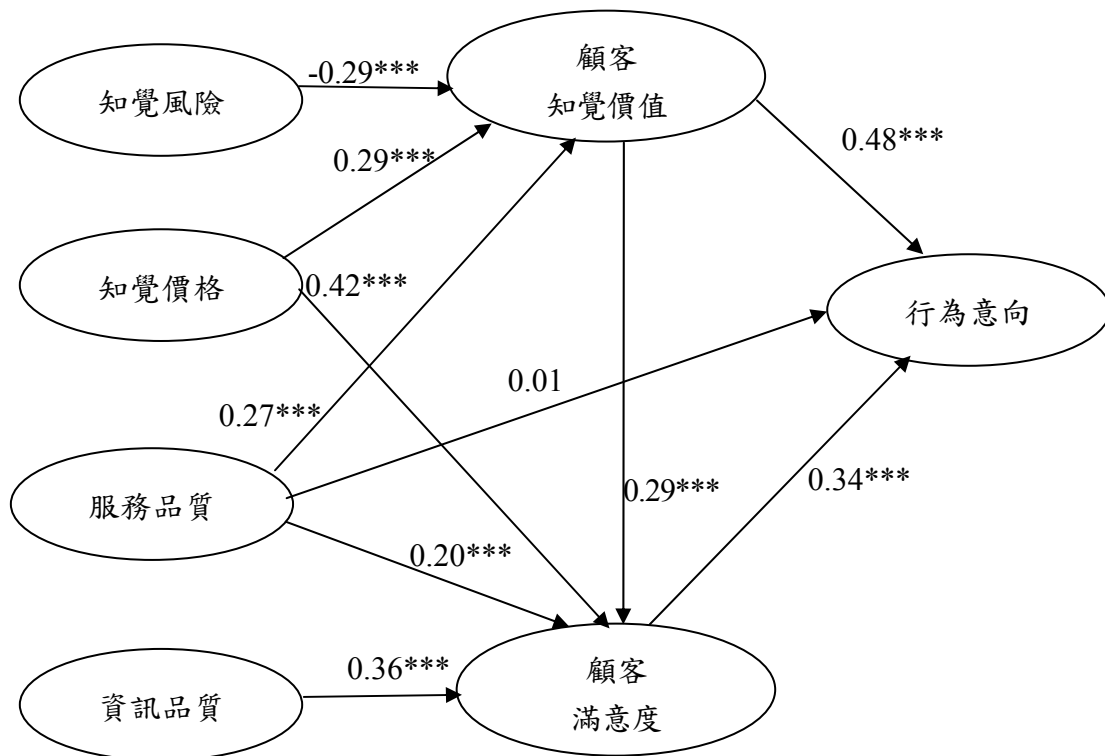 顧客
知覺價值
知覺風險
-0.29***
0.29***
0.48***
知覺價格
0.42***
行為意向
0.01
0.27***
服務品質
0.29***
0.34***
0.20***
顧客
滿意度
資訊品質
0.36***